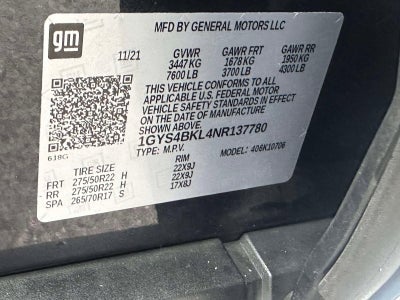 gm
MFD BY GENERAL MOTORS LLC
11/21 GVWR GAWR FRT GAWR RR
3447 KG 1678 KG 1950 KG
7600 LB 3700 LB 4300 LB
THIS VEHICLE CONFORMS TO ALL
APPLICABLE U.S. FEDERAL MOTOR
VEHICLE SAFETY STANDARDS IN EFFECT
ON THE DATE OF MANUFACTURE
SHOWN ABOVE.
1GYS4BKL4NR137780
TYPE: M.P.V. 406K10706
618G
TIRE SIZE RIM
FRT 275/50R22 H 22X9J
RR 275/50R22 H 22X9J
SPA 265/70R17 S 17X8J